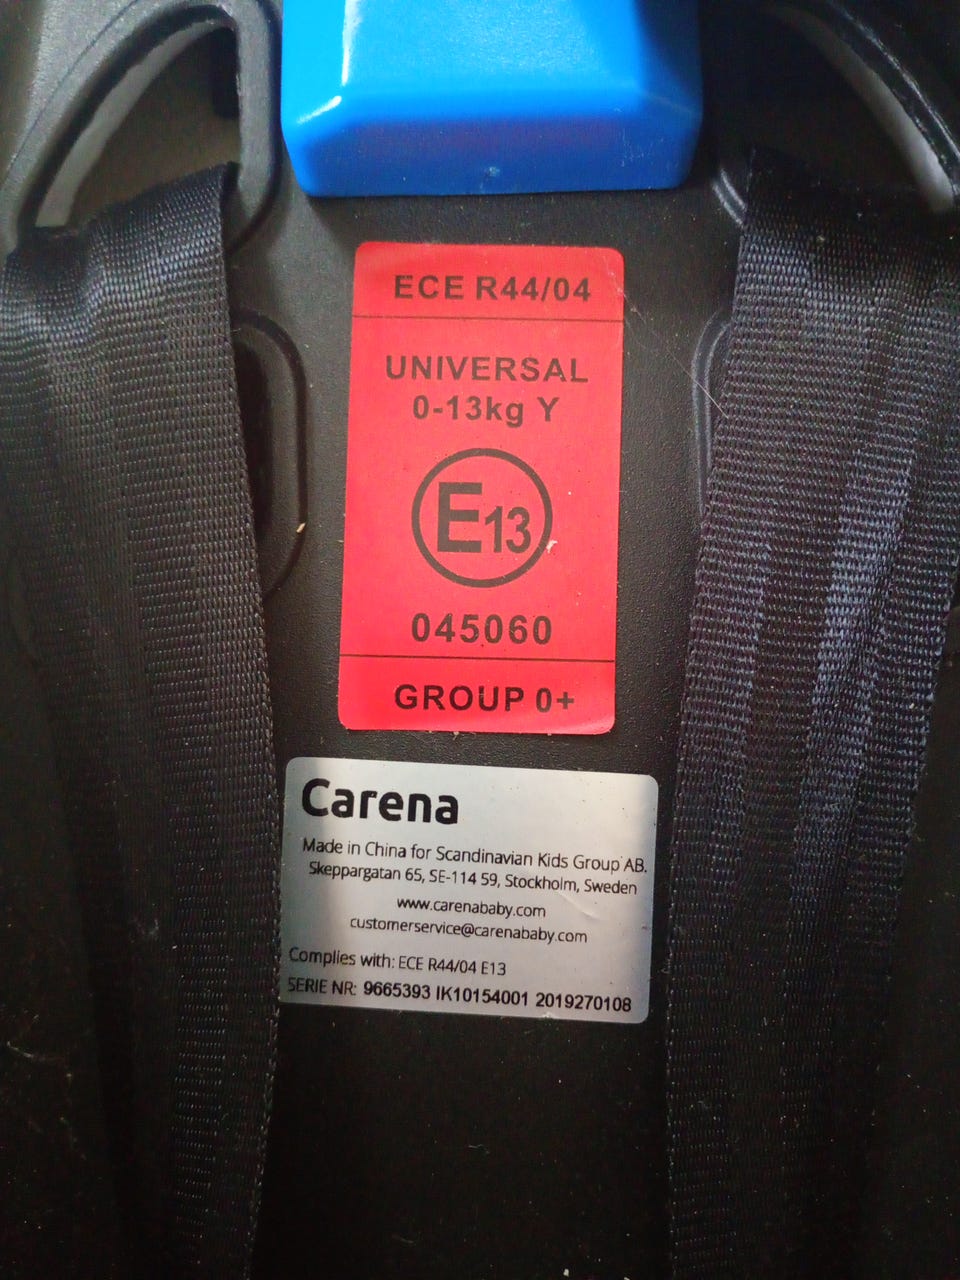 ECE R44/04
UNIVERSAL
0-13kg Y
E13
045060
GROUP 0+
Carena
Made in China for Scandinavian Kids Group AB.
Skeppargatan 65, SE-114 59, Stockholm, Sweden
www.carenababy.com
customerservice@carenababy.com
Complies with: ECE R44/04 E13
SERIE NR: 9665393 IK10154001 2019270108